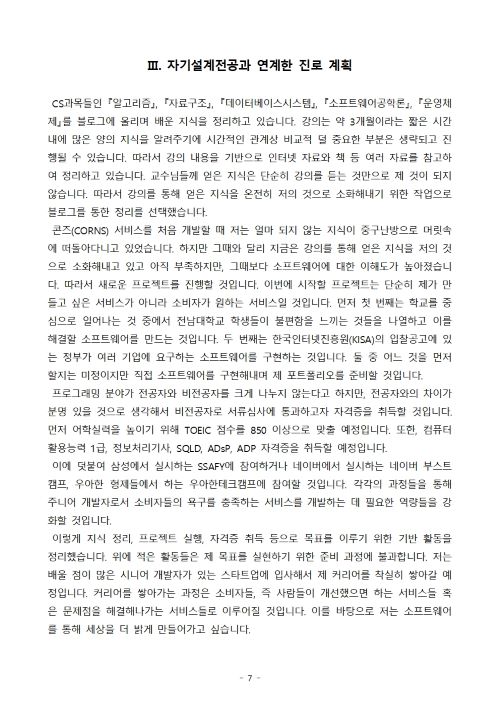 Ⅲ. 자기설계전공과 연계한 진로 계획
CS과목들인 『알고리즘』, 『자료구조』, 『데이터베이스시스템』, 『소프트웨어공학론』, 『운영체
제』를 블로그에 올리며 배운 지식을 정리하고 있습니다. 강의는 약 3개월이라는 짧은 시간
내에 많은 양의 지식을 알려주기에 시간적인 관계상 비교적 덜 중요한 부분은 생략되고 진
행될 수 있습니다. 따라서 강의 내용을 기반으로 인터넷 자료와 책 등 여러 자료를 참고하
여 정리하고 있습니다. 교수님들께 얻은 지식은 단순히 강의를 듣는 것만으로 제 것이 되지
않습니다. 따라서 강의를 통해 얻은 지식을 온전히 저의 것으로 소화해내기 위한 작업으로
블로그를 통한 정리를 선택했습니다.
콘즈(CORNS) 서비스를 처음 개발할 때 저는 얼마 되지 않는 지식이 중구난방으로 머릿속
에 떠돌아다니고 있었습니다. 하지만 그때와 달리 지금은 강의를 통해 얻은 지식을 저의 것
으로 소화해내고 있고 아직 부족하지만, 그때보다 소프트웨어에 대한 이해도가 높아졌습니
다. 따라서 새로운 프로젝트를 진행할 것입니다. 이번에 시작할 프로젝트는 단순히 제가 만
들고 싶은 서비스가 아니라 소비자가 원하는 서비스일 것입니다. 먼저 첫 번째는 학교를 중
심으로 일어나는 것 중에서 전남대학교 학생들이 불편함을 느끼는 것들을 나열하고 이를
해결할 소프트웨어를 만드는 것입니다. 두 번째는 한국인터넷진흥원(KISA)의 입찰공고에 있
는 정부가 여러 기업에 요구하는 소프트웨어를 구현하는 것입니다. 둘 중 어느 것을 먼저
할지는 미정이지만 직접 소프트웨어를 구현해내며 제 포트폴리오를 준비할 것입니다.
프로그래밍 분야가 전공자와 비전공자를 크게 나누지 않는다고 하지만, 전공자와의 차이가
분명 있을 것으로 생각해서 비전공자로 서류심사에 통과하고자 자격증을 취득할 것입니다.
먼저 어학실력을 높이기 위해 TOEIC 점수를 850 이상으로 맞출 예정입니다. 또한, 컴퓨터
활용능력 1급, 정보처리기사, SQLD, ADsP, ADP 자격증을 취득할 예정입니다.
이에 덧붙여 삼성에서 실시하는 SSAFY에 참여하거나 네이버에서 실시하는 네이버 부스트
캠프, 우아한 형제들에서 하는 우아한테크캠프에 참여할 것입니다. 각각의 과정들을 통해
주니어 개발자로서 소비자들의 욕구를 충족하는 서비스를 개발하는 데 필요한 역량들을 강
화할 것입니다.
이렇게 지식 정리, 프로젝트 실행, 자격증 취득 등으로 목표를 이루기 위한 기반 활동을
정리했습니다. 위에 적은 활동들은 제 목표를 실현하기 위한 준비 과정에 불과합니다. 저는
배울 점이 많은 시니어 개발자가 있는 스타트업에 입사해서 제 커리어를 착실히 쌓아갈 예
정입니다. 커리어를 쌓아가는 과정은 소비자들, 즉 사람들이 개선했으면 하는 서비스들 혹
은 문제점을 해결해나가는 서비스들로 이루어질 것입니다. 이를 바탕으로 저는 소프트웨어
를 통해 세상을 더 밝게 만들어가고 싶습니다.
- 7 -